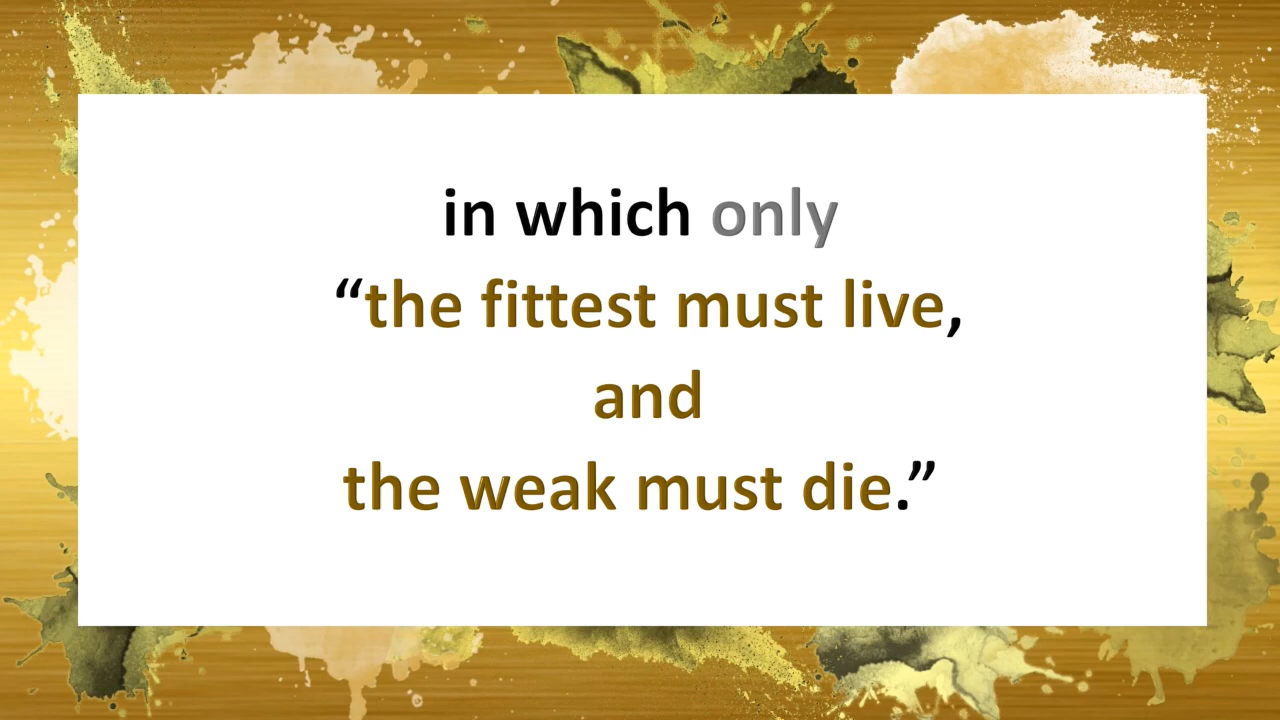 in which only
“the fittest must live,
and
the weak must die.”